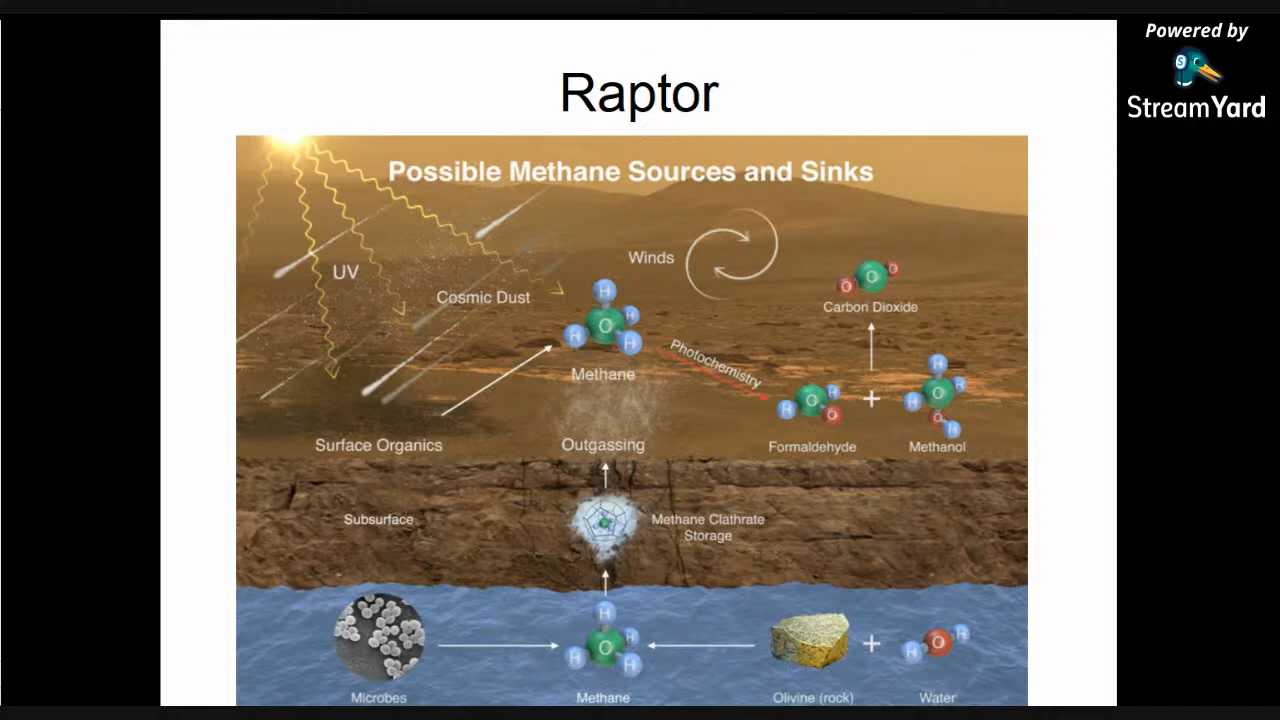 Powered by
StreamYard
Raptor
Possible Methane Sources and Sinks
UV
Winds
Cosmic Dust
O O O
Carbon Dioxide
H
H
O
H H
Methane
Photochemistry
H
O H
H O
+
H
O H
H
O
H
Surface Organics
Outgassing
Formaldehyde
Methanol
Subsurface
Methane Clathrate
Storage
H
H
O
H H
+
H O H
Microbes
Methane
Olivine (rock)
Water